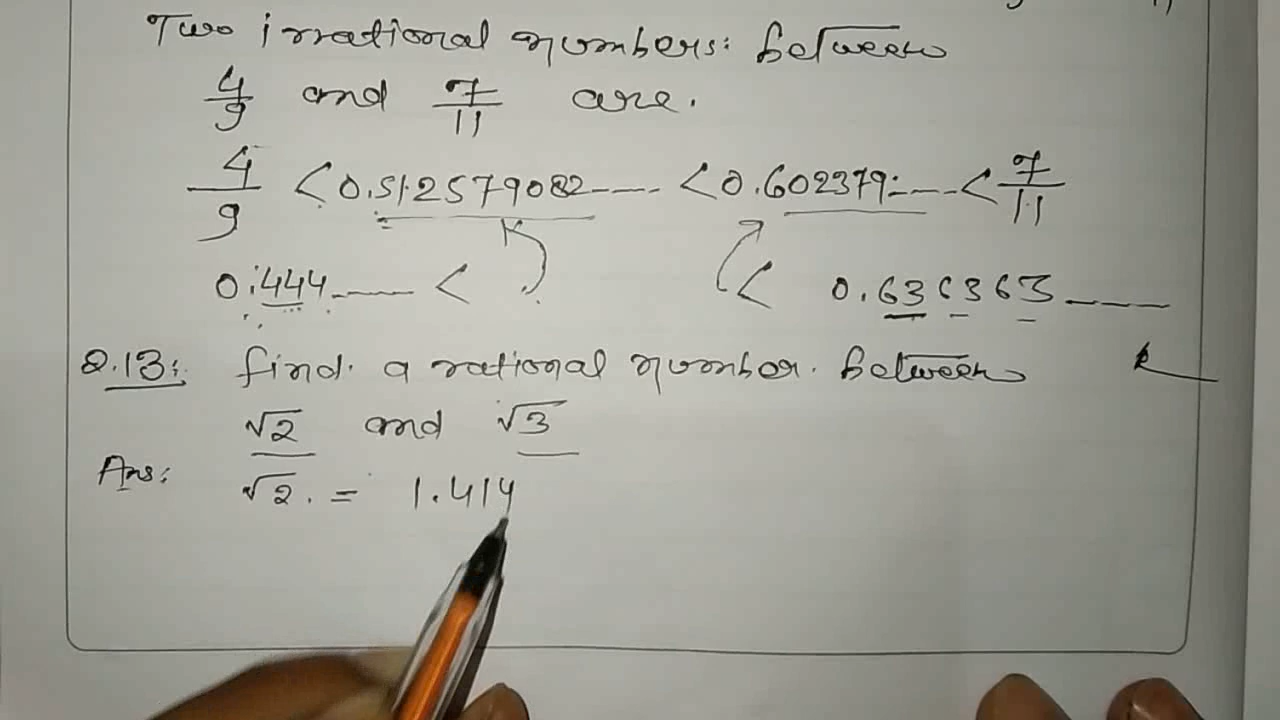 Two irrational numbers: between
4/9 and 7/11 are.
4/9 < 0.512579082---- < 0.602379---- < 7/11
0.444---- < < 0.636363----
Q.13: find a rational number between
√2 and √3
Ans: √2 = 1.414